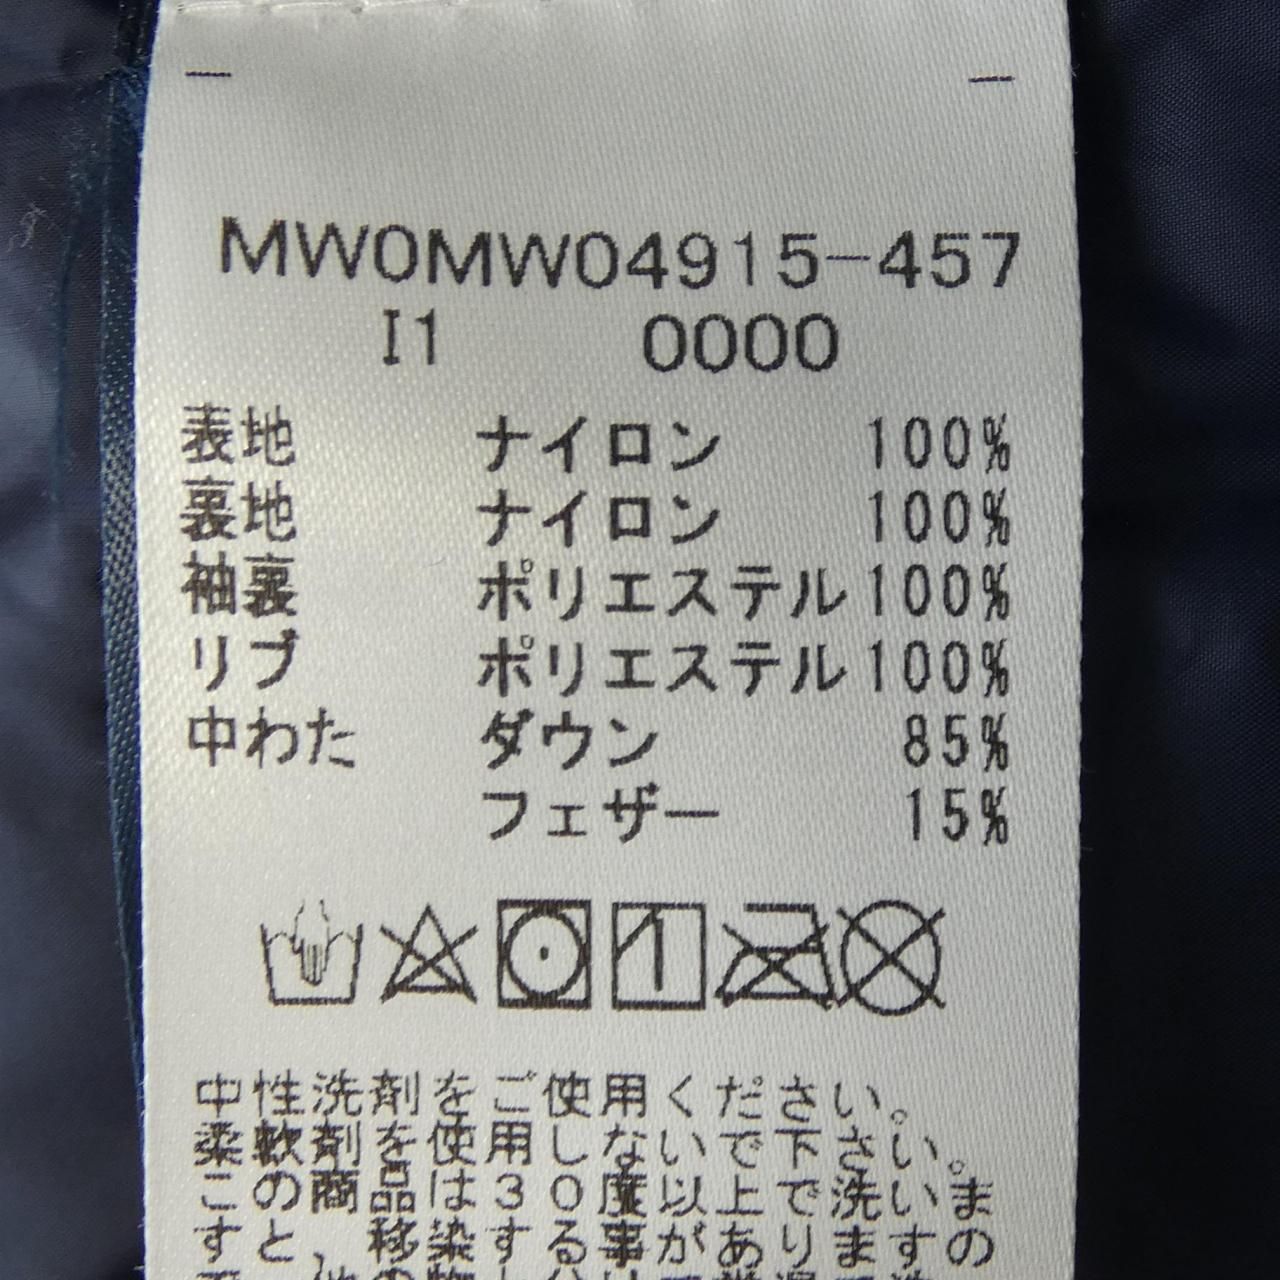 MW0MW04915-457
I1 0000
表地 ナイロン 100%
裏地 ナイロン 100%
袖裏 ポリエステル 100%
リブ ポリエステル 100%
中わた ダウン 85%
フェザー 15%
中性洗剤をご使用ください。
柔軟剤を使用しないで下さい。
この商品は30度以上で洗いま
すと、移染する事がありますの